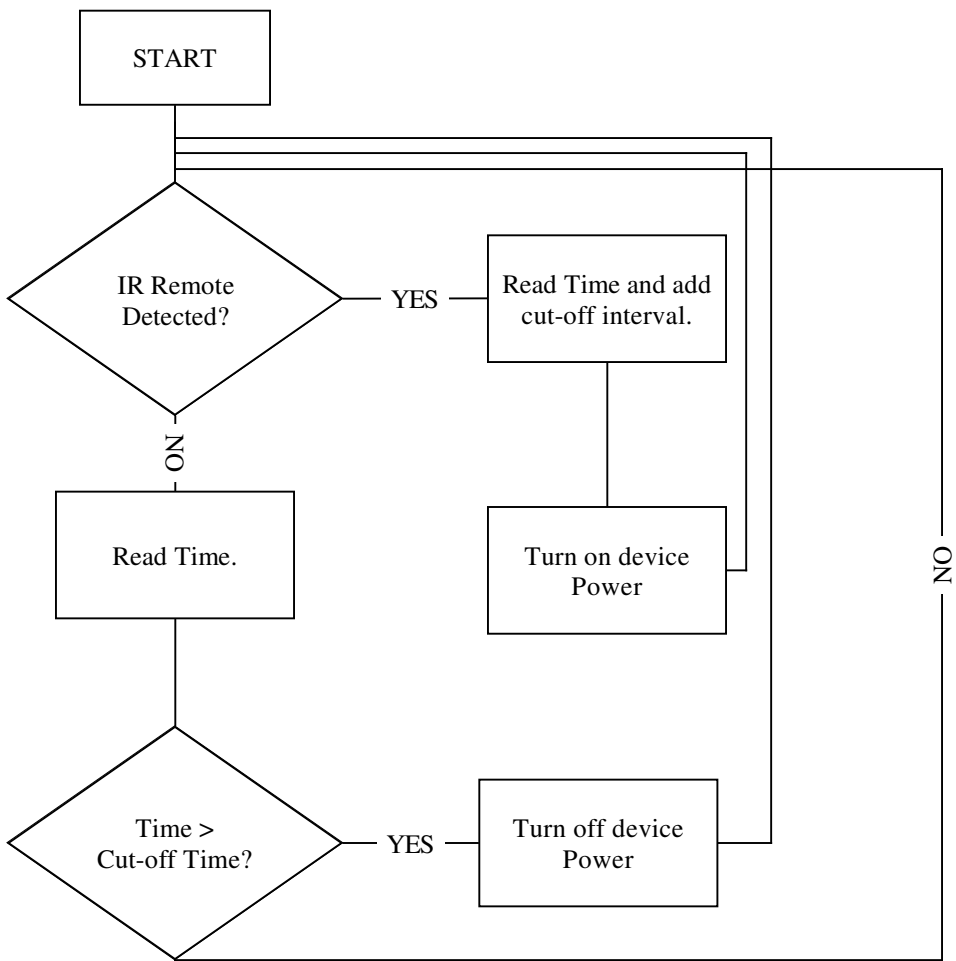 START
IR Remote
Detected?
YES
Read Time and add
cut-off interval.
NO
Read Time.
Turn on device
Power
NO
Time >
Cut-off Time?
YES
Turn off device
Power